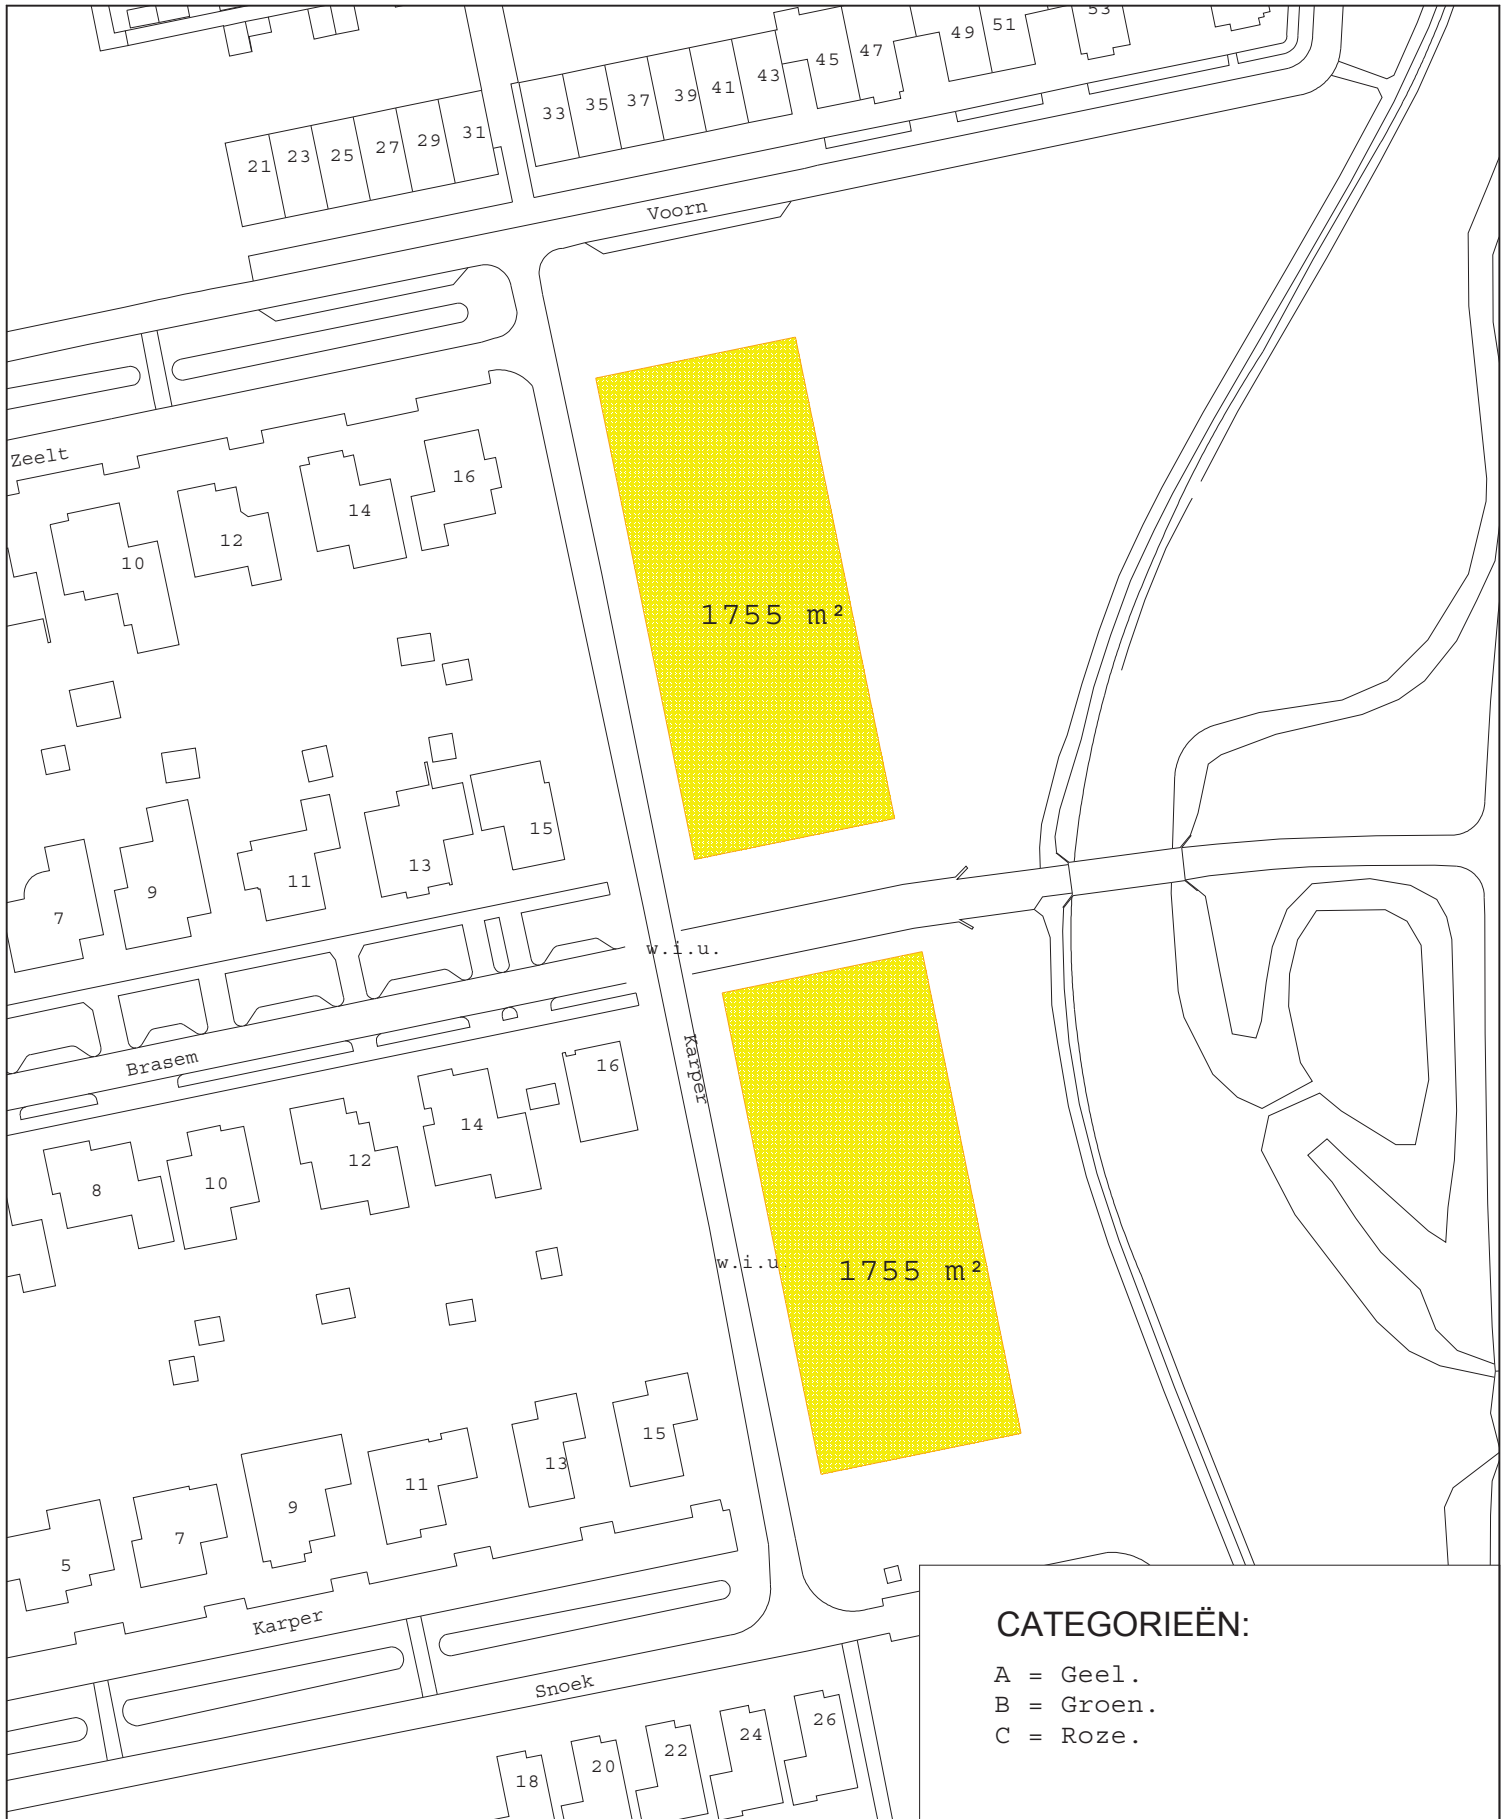 53
49 51
45 47
33 35 37 39 41 43
21 23 25 27 29 31
Voorn
Zeelt
10 12 14 16
1755 m²
7 9 11 13 15
w.i.u.
Brasem
Karper
8 10 12 14 16
w.i.u.
1755 m²
5 7 9 11 13 15
Karper
Snoek
18 20 22 24 26
CATEGORIEËN:
A = Geel.
B = Groen.
C = Roze.